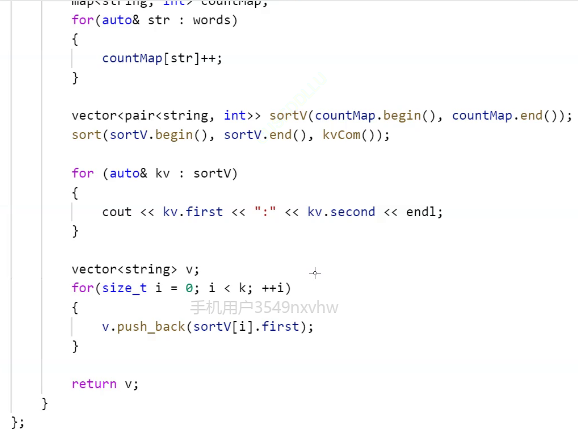 map<string, int> countMap;
for(auto& str : words)
{
countMap[str]++;
}
vector<pair<string, int>> sortV(countMap.begin(), countMap.end());
sort(sortV.begin(), sortV.end(), kvCom());
for (auto& kv : sortV)
{
cout << kv.first << ":" << kv.second << endl;
}
vector<string> v;
for(size_t i = 0; i < k; ++i)
手机用户3549nxvhw
{
v.push_back(sortV[i].first);
}
return v;
}
};